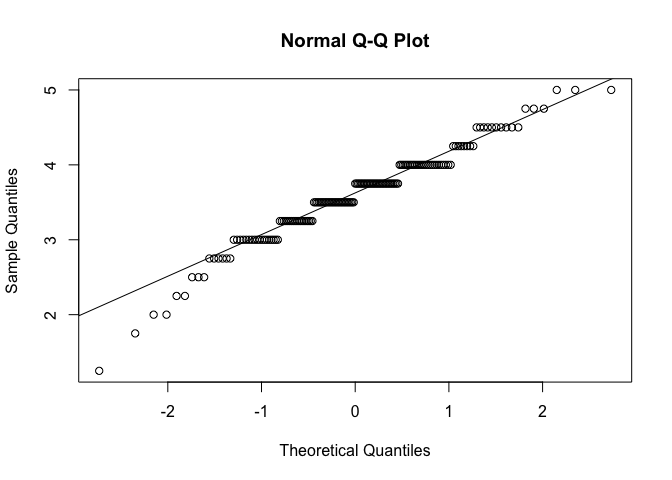 Normal Q-Q Plot
5
4
3
2
Sample Quantiles
-2 -1 0 1 2
Theoretical Quantiles